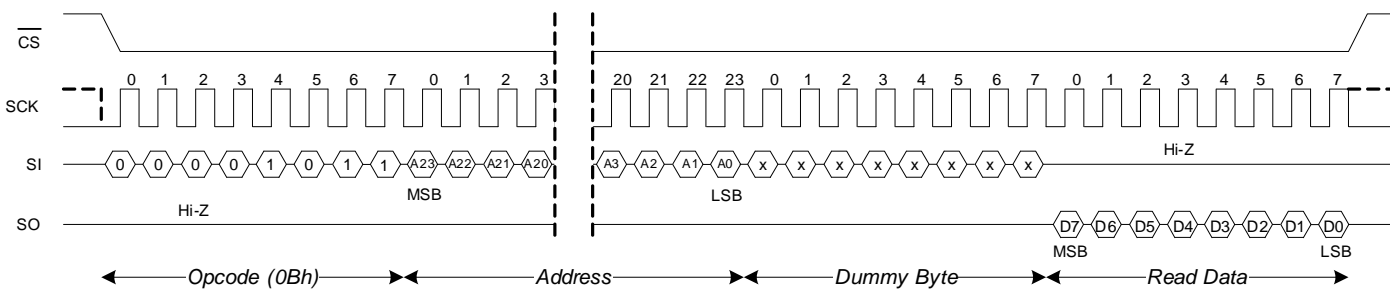 CS
0 1 2 3 4 5 6 7 0 1 2 3 20 21 22 23 0 1 2 3 4 5 6 7 0 1 2 3 4 5 6 7
SCK
Hi-Z
SI 0 0 0 0 1 0 1 1 A23 A22 A21 A20 A3 A2 A1 A0 x x x x x x x x
MSB LSB
Hi-Z
SO D7 D6 D5 D4 D3 D2 D1 D0
MSB LSB
Opcode (0Bh) Address Dummy Byte Read Data